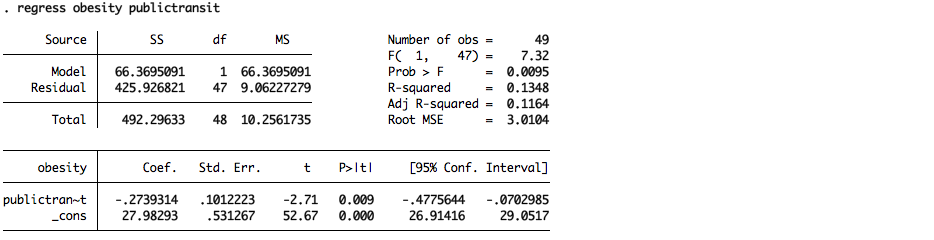 . regress obesity publictransit
Source SS df MS Number of obs = 49
F( 1, 47) = 7.32
Model 66.3695091 1 66.3695091 Prob > F = 0.0095
Residual 425.926821 47 9.06227279 R-squared = 0.1348
Adj R-squared = 0.1164
Total 492.29633 48 10.2561735 Root MSE = 3.0104
obesity Coef. Std. Err. t P>|t| [95% Conf. Interval]
publictran~t -.2739314 .1012223 -2.71 0.009 -.4775644 -.0702985
_cons 27.98293 .531267 52.67 0.000 26.91416 29.0517